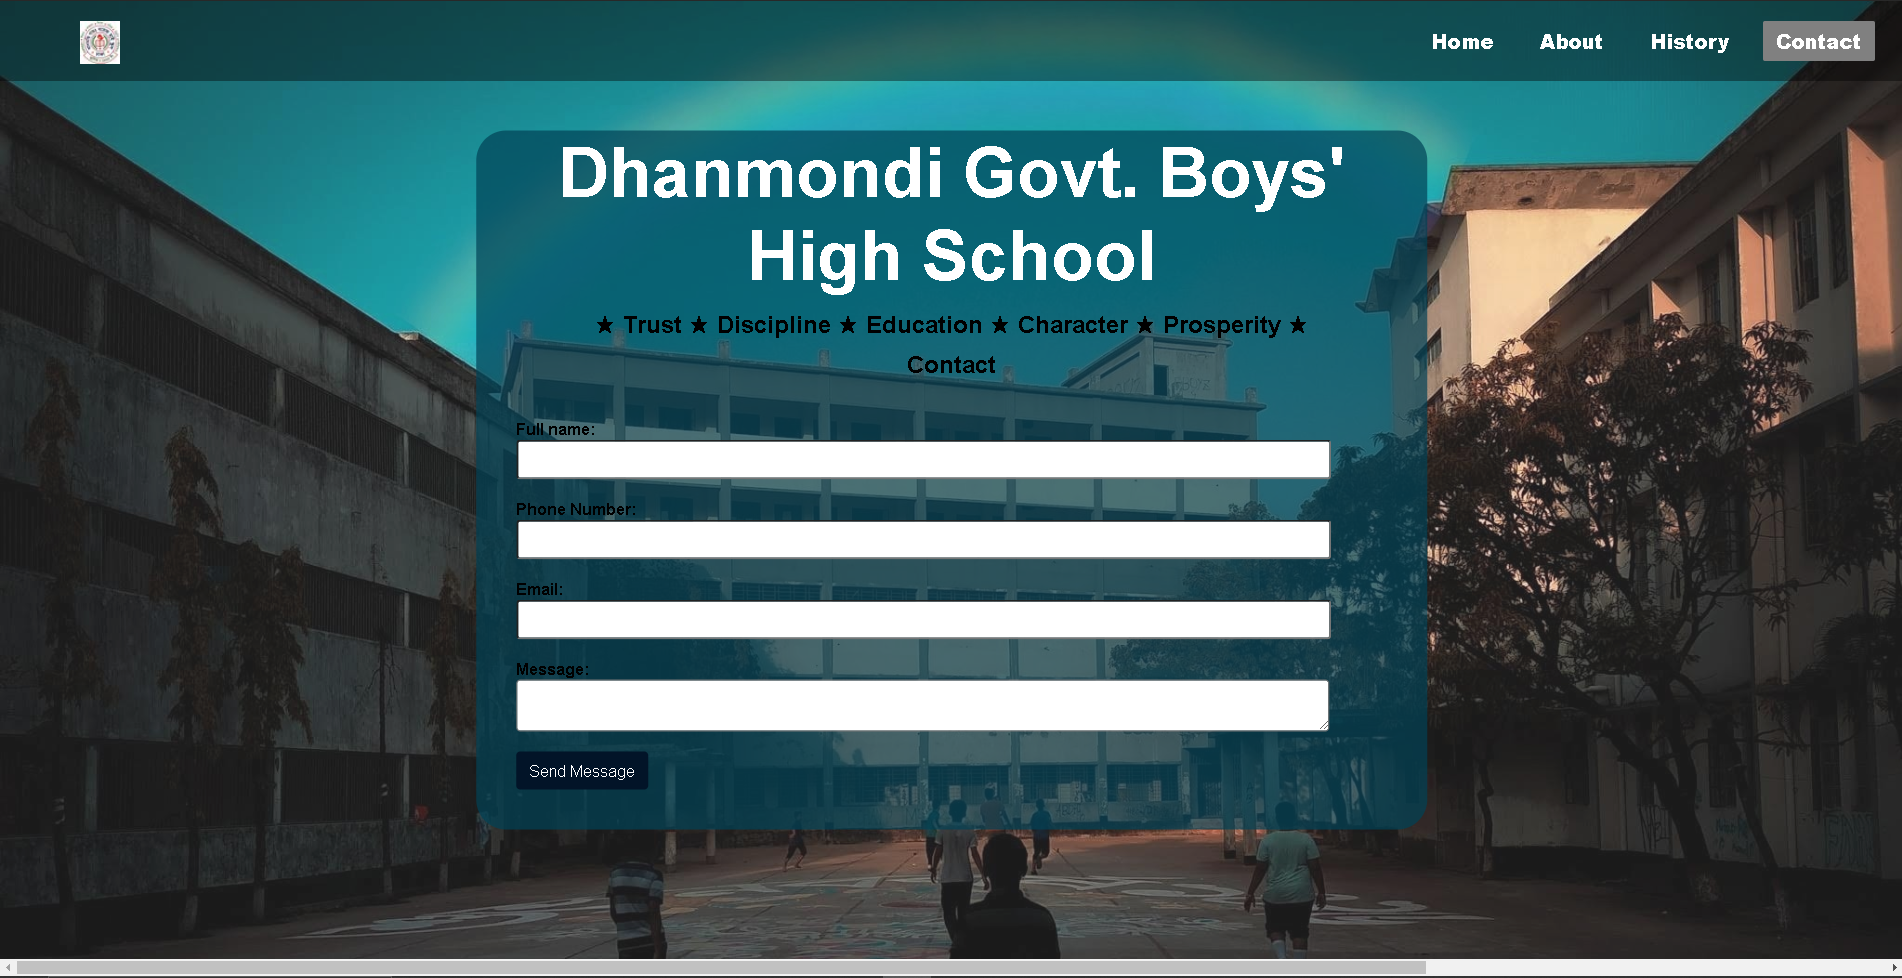 Home About History Contact
Dhanmondi Govt. Boys'
High School
★ Trust ★ Discipline ★ Education ★ Character ★ Prosperity ★
Contact
Full name:
Phone Number:
Email:
Message:
Send Message